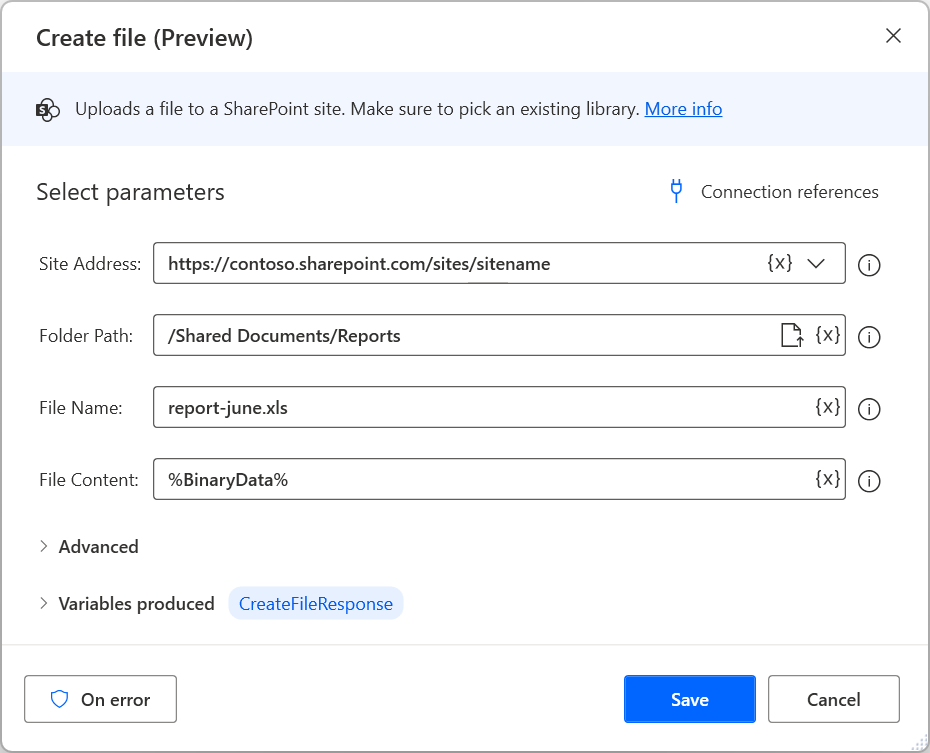 Create file (Preview)
Uploads a file to a SharePoint site. Make sure to pick an existing library. More info
Select parameters
Connection references
Site Address: https://contoso.sharepoint.com/sites/sitename {x}
Folder Path: /Shared Documents/Reports {x}
File Name: report-june.xls {x}
File Content: %BinaryData% {x}
Advanced
Variables produced CreateFileResponse
On error
Save
Cancel